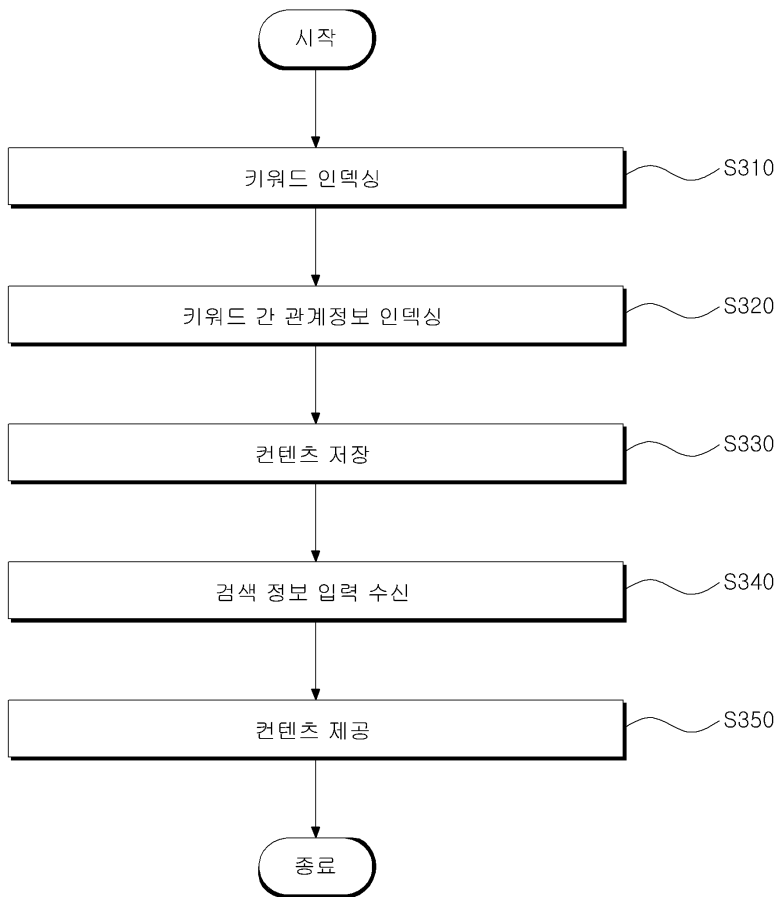 시작
키워드 인덱싱
S310
키워드 간 관계정보 인덱싱
S320
컨텐츠 저장
S330
검색 정보 입력 수신
S340
컨텐츠 제공
S350
종료